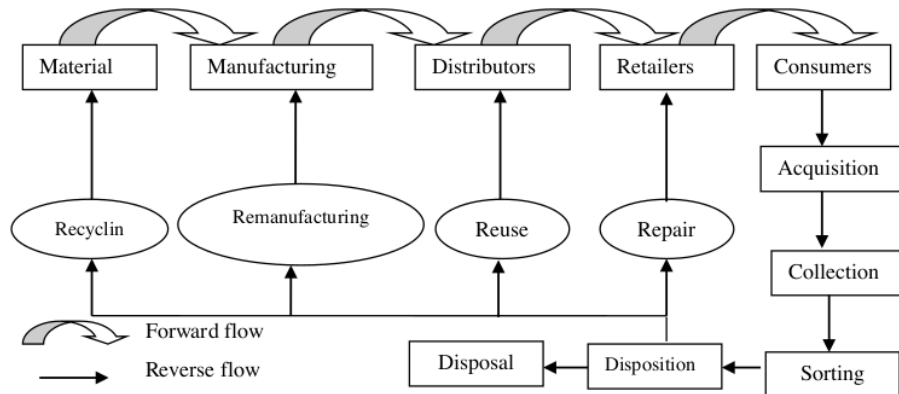 Material
Manufacturing
Distributors
Retailers
Consumers
Acquisition
Recyclin
Remanufacturing
Reuse
Repair
Collection
Forward flow
Reverse flow
Disposal
Disposition
Sorting